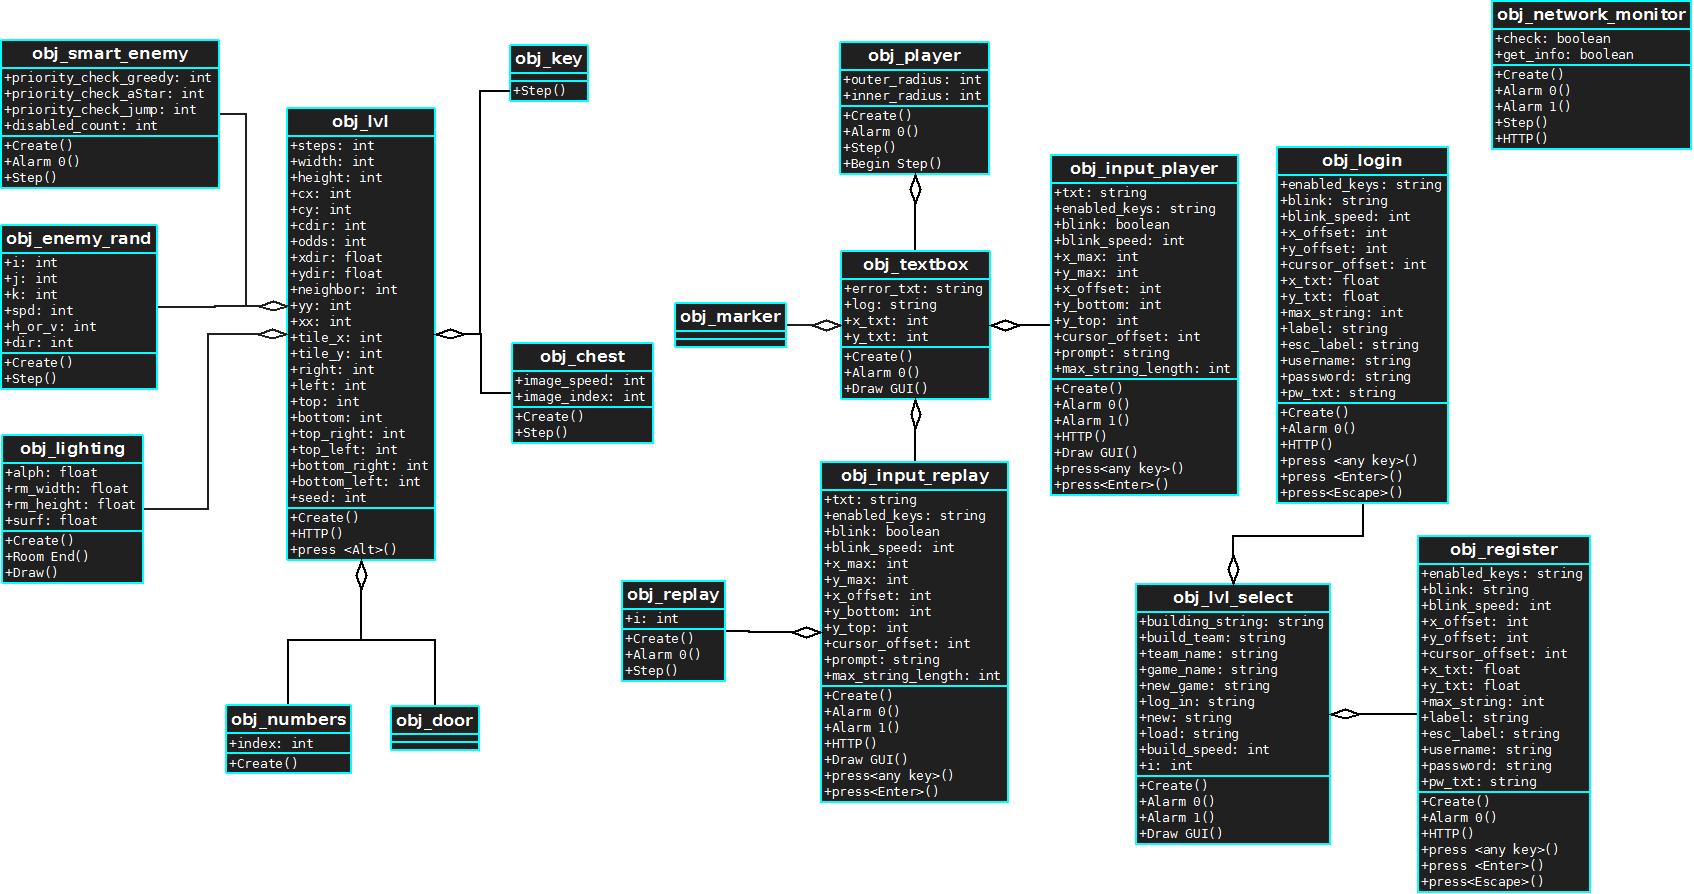 obj_smart_enemy
+priority_check_greedy: int
+priority_check_aStar: int
+priority_check_jump: int
+disabled_count: int
+Create()
+Alarm 0()
+Step()
obj_enemy_rand
+i: int
+j: int
+k: int
+spd: int
+h_or_v: int
+dir: int
+Create()
+Step()
obj_lighting
+alph: float
+rm_width: float
+rm_height: float
+surf: float
+Create()
+Room End()
+Draw()
obj_lvl
+steps: int
+width: int
+height: int
+cx: int
+cy: int
+cdir: int
+odds: int
+xdir: float
+ydir: float
+neighbor: int
+yy: int
+xx: int
+tile_x: int
+tile_y: int
+right: int
+left: int
+top: int
+bottom: int
+top_right: int
+top_left: int
+bottom_right: int
+bottom_left: int
+seed: int
+Create()
+HTTP()
+press <Alt>()
obj_numbers
+index: int
+Create()
obj_door
obj_key
+Step()
obj_chest
+image_speed: int
+image_index: int
+Create()
+Step()
obj_player
+outer_radius: int
+inner_radius: int
+Create()
+Alarm 0()
+Step()
+Begin Step()
obj_marker
obj_textbox
+error_txt: string
+log: string
+x_txt: int
+y_txt: int
+Create()
+Alarm 0()
+Draw GUI()
obj_input_player
+txt: string
+enabled_keys: string
+blink: boolean
+blink_speed: int
+x_max: int
+y_max: int
+x_offset: int
+y_bottom: int
+y_top: int
+cursor_offset: int
+prompt: string
+max_string_length: int
+Create()
+Alarm 0()
+Alarm 1()
+HTTP()
+Draw GUI()
+press<any key>()
+press<Enter>()
obj_replay
+i: int
+Create()
+Alarm 0()
+Step()
obj_input_replay
+txt: string
+enabled_keys: string
+blink: boolean
+blink_speed: int
+x_max: int
+y_max: int
+x_offset: int
+y_bottom: int
+y_top: int
+cursor_offset: int
+prompt: string
+max_string_length: int
+Create()
+Alarm 0()
+Alarm 1()
+HTTP()
+Draw GUI()
+press<any key>()
+press<Enter>()
obj_network_monitor
+check: boolean
+get_info: boolean
+Create()
+Alarm 0()
+Alarm 1()
+Step()
+HTTP()
obj_login
+enabled_keys: string
+blink: string
+blink_speed: int
+x_offset: int
+y_offset: int
+cursor_offset: int
+x_txt: float
+y_txt: float
+max_string: int
+label: string
+esc_label: string
+username: string
+password: string
+pw_txt: string
+Create()
+Alarm 0()
+HTTP()
+press <any key>()
+press <Enter>()
+press<Escape>()
obj_lvl_select
+building_string: string
+build_team: string
+team_name: string
+game_name: string
+new_game: string
+log_in: string
+new: string
+load: string
+build_speed: int
+i: int
+Create()
+Alarm 0()
+Alarm 1()
+Draw GUI()
obj_register
+enabled_keys: string
+blink: string
+blink_speed: int
+x_offset: int
+y_offset: int
+cursor_offset: int
+x_txt: float
+y_txt: float
+max_string: int
+label: string
+esc_label: string
+username: string
+password: string
+pw_txt: string
+Create()
+Alarm 0()
+HTTP()
+press <any key>()
+press <Enter>()
+press<Escape>()